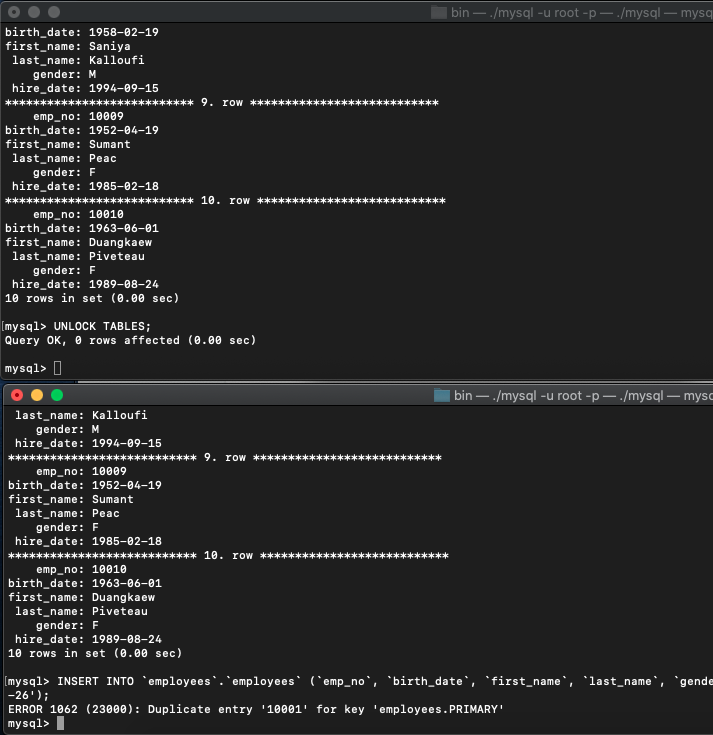 bin — ./mysql -u root -p — ./mysql — mysq
birth_date: 1958-02-19
first_name: Saniya
last_name: Kalloufi
gender: M
hire_date: 1994-09-15
*************************** 9. row ***************************
emp_no: 10009
birth_date: 1952-04-19
first_name: Sumant
last_name: Peac
gender: F
hire_date: 1985-02-18
*************************** 10. row ***************************
emp_no: 10010
birth_date: 1963-06-01
first_name: Duangkaew
last_name: Piveteau
gender: F
hire_date: 1989-08-24
10 rows in set (0.00 sec)
[mysql> UNLOCK TABLES;
Query OK, 0 rows affected (0.00 sec)
mysql>
bin — ./mysql -u root -p — ./mysql — mysq
last_name: Kalloufi
gender: M
hire_date: 1994-09-15
*************************** 9. row ***************************
emp_no: 10009
birth_date: 1952-04-19
first_name: Sumant
last_name: Peac
gender: F
hire_date: 1985-02-18
*************************** 10. row ***************************
emp_no: 10010
birth_date: 1963-06-01
first_name: Duangkaew
last_name: Piveteau
gender: F
hire_date: 1989-08-24
10 rows in set (0.00 sec)
[mysql> INSERT INTO `employees`.`employees` (`emp_no`, `birth_date`, `first_name`, `last_name`, `gende
-26');
ERROR 1062 (23000): Duplicate entry '10001' for key 'employees.PRIMARY'
mysql>